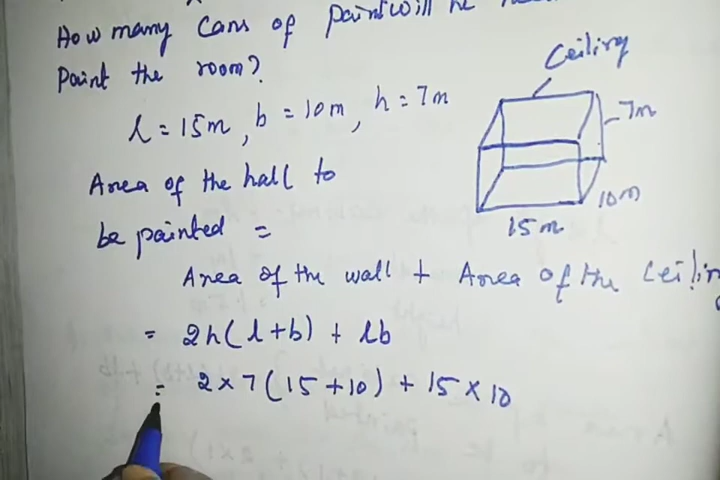 How many cans of paint will be
paint the room?
l = 15m, b = 10m, h = 7m
Ceiling
7m
10m
15m
Area of the hall to
be painted =
Area of the wall + Area of the Ceiling
= 2h(l+b) + lb
= 2 × 7 (15 + 10) + 15 × 10